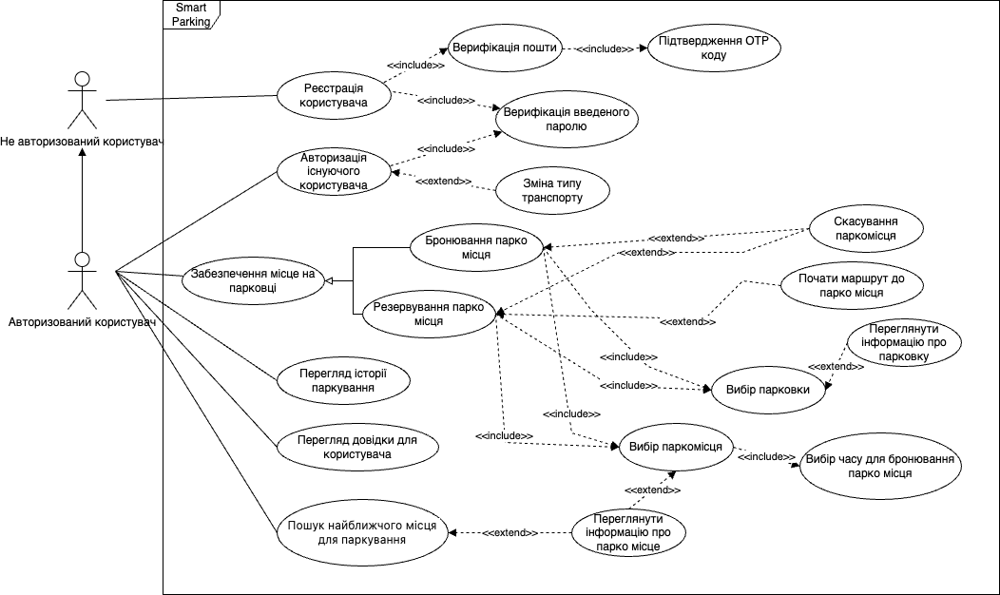 Smart
Parking
Верифікація пошти
<<include>>
Підтвердження ОТР
коду
<<include>>
Реєстрація
користувача
<<include>>
Верифікація введеного
паролю
Не авторизований користувач
<<include>>
Авторизація
існуючого
користувача
<<extend>>
Зміна типу
транспорту
Скасування
паркомісця
Бронювання парко
місця
<<extend>>
<<extend>>
Забезпечення місце на
парковці
Почати маршрут до
парко місця
Резервування парко
місця
Авторизований користувач
<<extend>>
Переглянути
інформацію про
парковку
<<include>>
<<extend>>
Перегляд історії
паркування
<<include>>
Вибір парковки
<<include>>
<<include>>
Перегляд довідки для
користувача
Вибір паркомісця
<<include>>
Вибір часу для бронювання
парко місця
<<extend>>
Пошук найближчого місця
для паркування
<<extend>>
Переглянути
інформацію про
парко місце